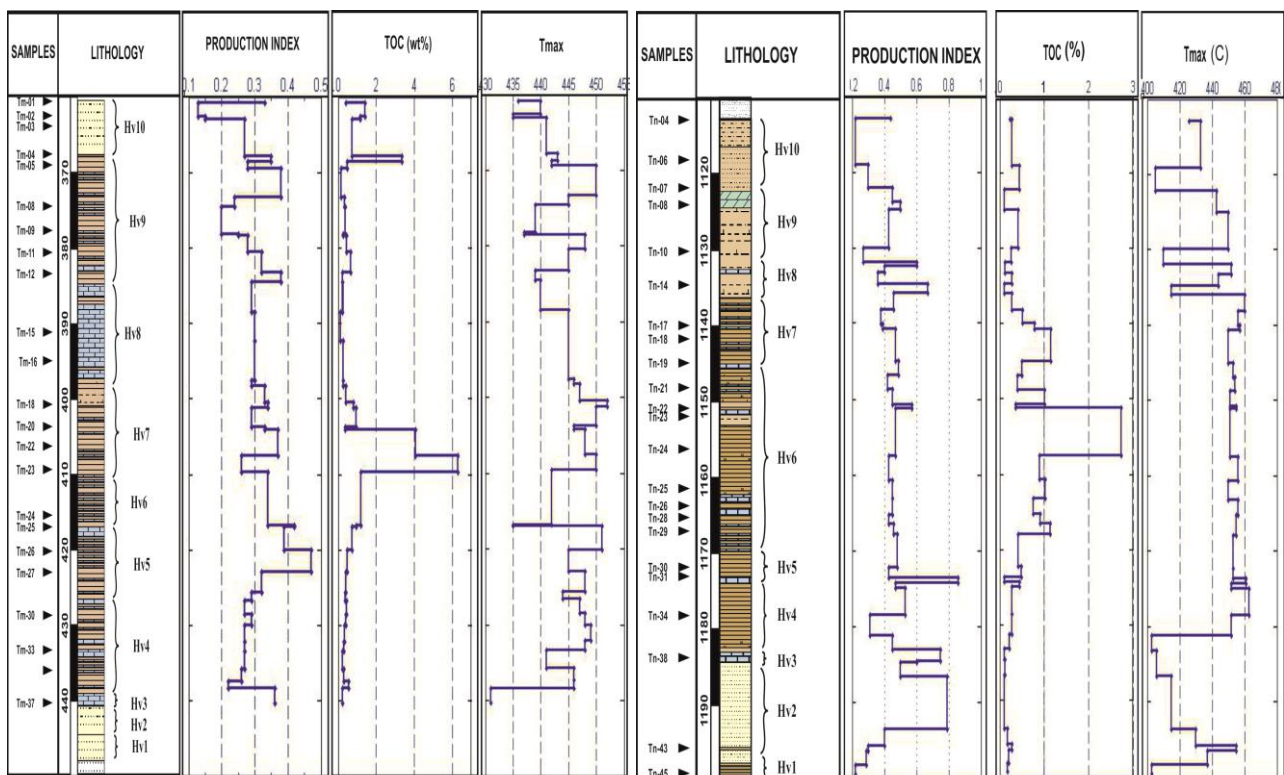 SAMPLES
LITHOLOGY
PRODUCTION INDEX
TOC (wt%)
Tmax
0.1 0.2 0.3 0.4 0.5
0 2 4 6
430 435 440 445 450 455
Tm-01
Tm-02
Tm-03
Tm-04
Tm-05
Tm-08
Tm-09
Tm-11
Tm-12
Tm-15
Tm-16
Tm-18
Tm-22
Tm-23
Tm-25
Tm-26
Tm-27
Tm-30
Tm-33
Tm-37
370
380
390
400
410
420
430
440
Hv10
Hv9
Hv8
Hv7
Hv6
Hv5
Hv4
Hv3
Hv2
Hv1
SAMPLES
LITHOLOGY
PRODUCTION INDEX
TOC (%)
Tmax (C)
0.2 0.4 0.6 0.8 1
0 1 2 3
400 420 440 460 480
Tn-04
Tn-06
Tn-07
Tn-08
Tn-10
Tn-14
Tn-17
Tn-18
Tn-19
Tn-21
Tn-22
Tn-23
Tn-24
Tn-25
Tn-26
Tn-28
Tn-29
Tn-30
Tn-31
Tn-34
Tn-38
Tn-43
Tn-45
1120
1130
1140
1150
1160
1170
1180
1190
Hv10
Hv9
Hv8
Hv7
Hv6
Hv5
Hv4
Hv3
Hv2
Hv1